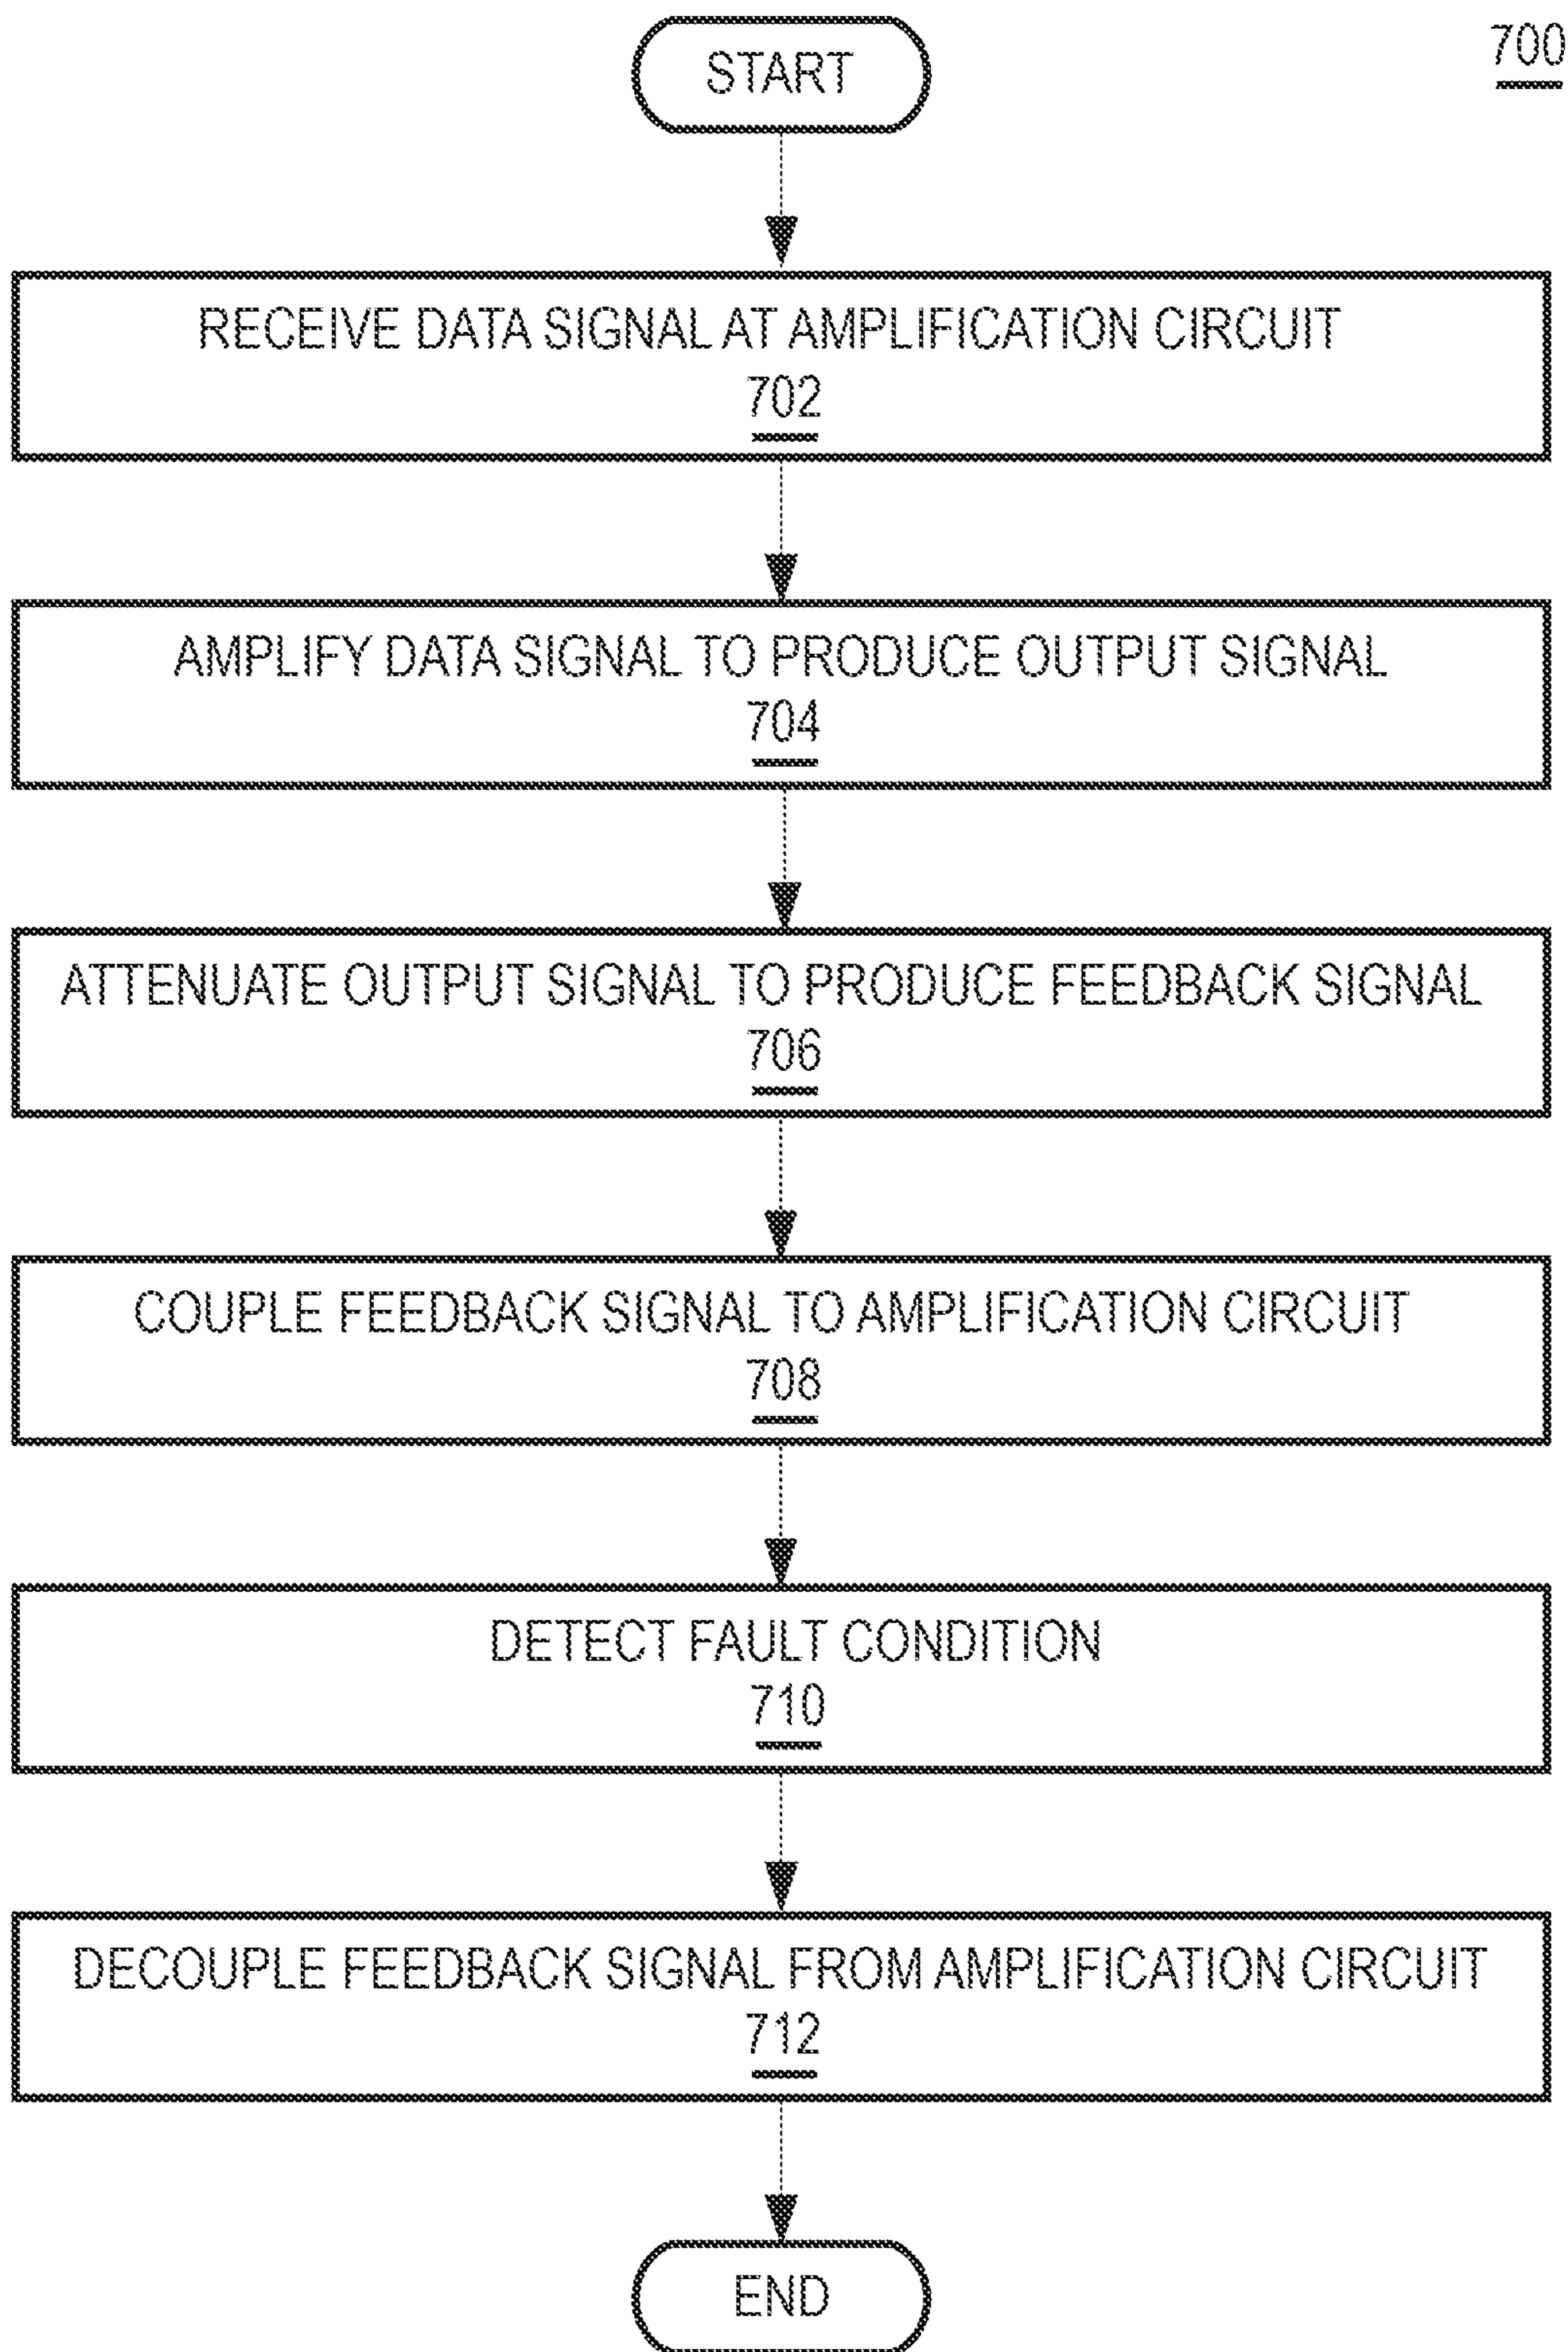 700
START
RECEIVE DATA SIGNAL AT AMPLIFICATION CIRCUIT
702
AMPLIFY DATA SIGNAL TO PRODUCE OUTPUT SIGNAL
704
ATTENUATE OUTPUT SIGNAL TO PRODUCE FEEDBACK SIGNAL
706
COUPLE FEEDBACK SIGNAL TO AMPLIFICATION CIRCUIT
708
DETECT FAULT CONDITION
710
DECOUPLE FEEDBACK SIGNAL FROM AMPLIFICATION CIRCUIT
712
END